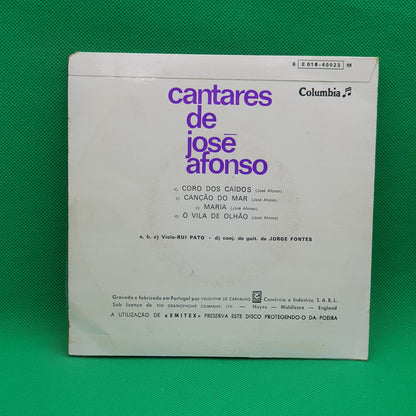 8 E 016-40023 M
Columbia
cantares
de
josé
afonso
a) CORO DOS CAÍDOS (José Afonso)
b) CANÇÃO DO MAR (José Afonso)
c) MARIA (José Afonso)
d) Ó VILA DE OLHÃO (José Afonso)
a, b, c) Viola-RUI PATO - d) conj. de guit. de JORGE FONTES
Gravado e fabricado em Portugal por VALENTIM DE CARVALHO Comércio e Indústria, S. A. R. L.
Sob licença de THE GRAMOPHONE COMPANY LTD. — Hayes — Middlesex — England
A UTILIZAÇÃO DE «EMITEX» PRESERVA ESTE DISCO PROTEGENDO-O DA POEIRA